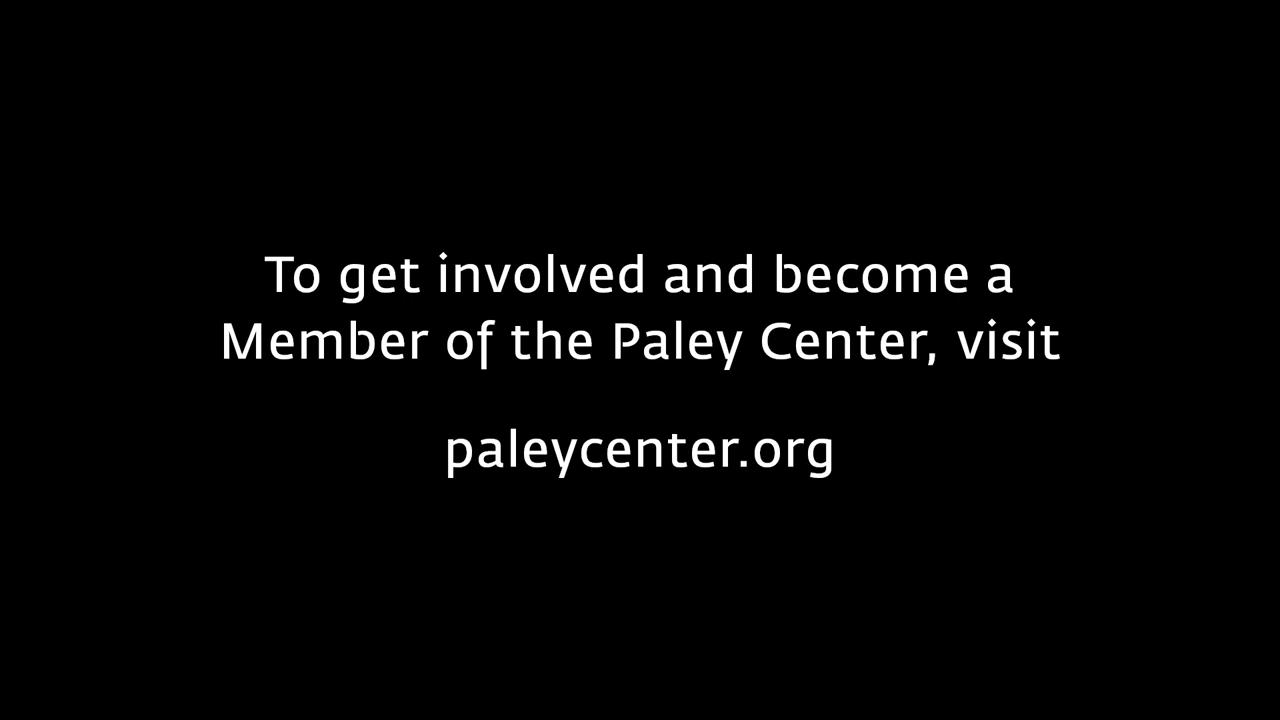 To get involved and become a
Member of the Paley Center, visit
paleycenter.org